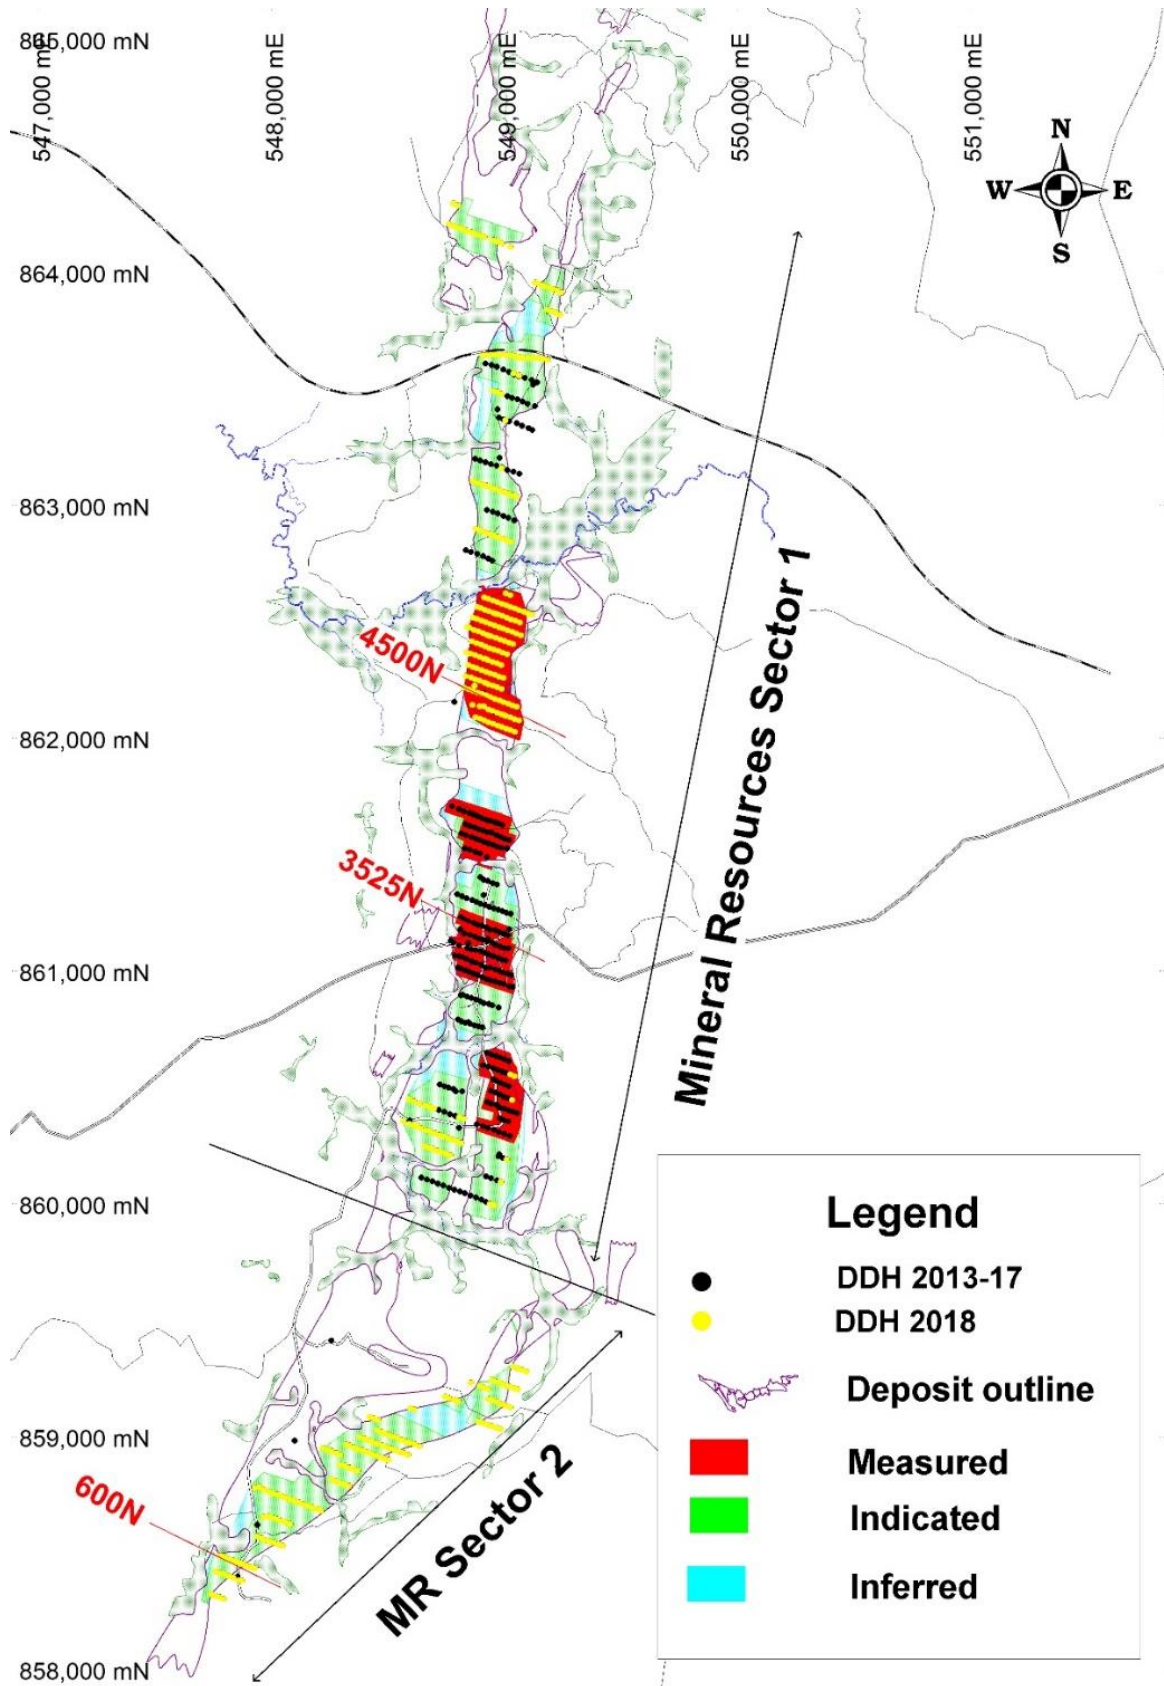 865,000 mN
547,000 mE
548,000 mE
549,000 mE
550,000 mE
551,000 mE
N
W
E
S
864,000 mN
863,000 mN
4500N
862,000 mN
3525N
861,000 mN
Mineral Resources Sector 1
860,000 mN
859,000 mN
600N
MR Sector 2
858,000 mN
Legend
DDH 2013-17
DDH 2018
Deposit outline
Measured
Indicated
Inferred